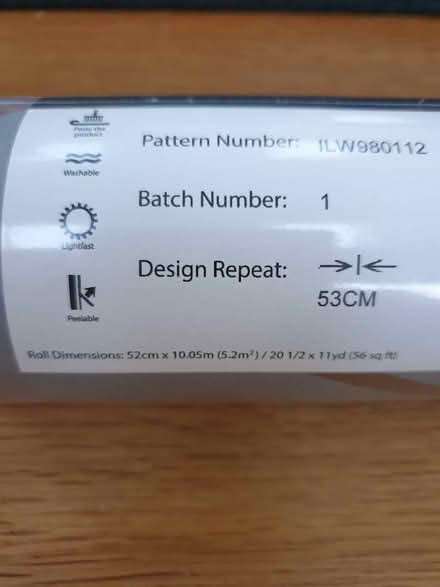 Paste the
product
Pattern Number: ILW980112
Washable
Batch Number: 1
Lightfast
Design Repeat:
53CM
Peelable
Roll Dimensions: 52cm x 10.05m (5.2m²) / 20 1/2 x 11yd (56 sq ft)